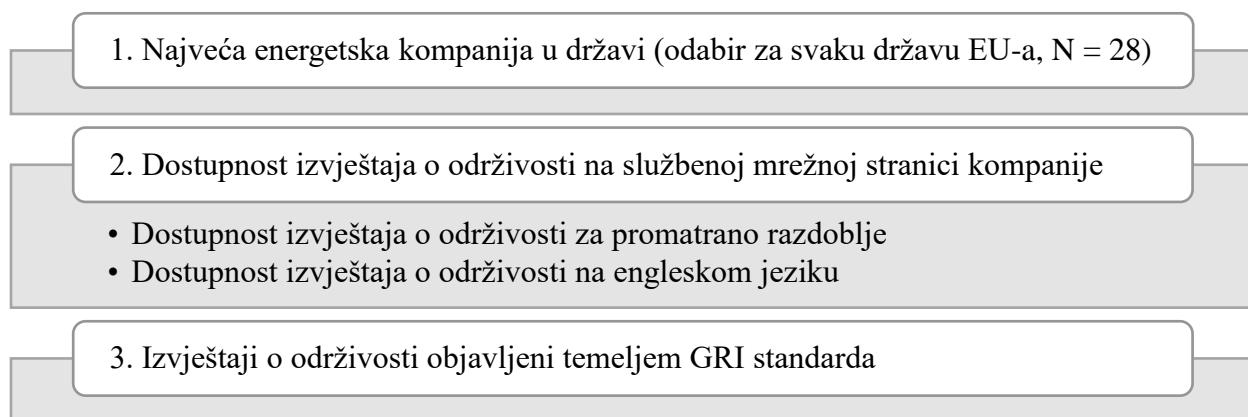 1. Najveća energetska kompanija u državi (odabir za svaku državu EU-a, N = 28)
2. Dostupnost izvještaja o održivosti na službenoj mrežnoj stranici kompanije
• Dostupnost izvještaja o održivosti za promatrano razdoblje
• Dostupnost izvještaja o održivosti na engleskom jeziku
3. Izvještaji o održivosti objavljeni temeljem GRI standarda